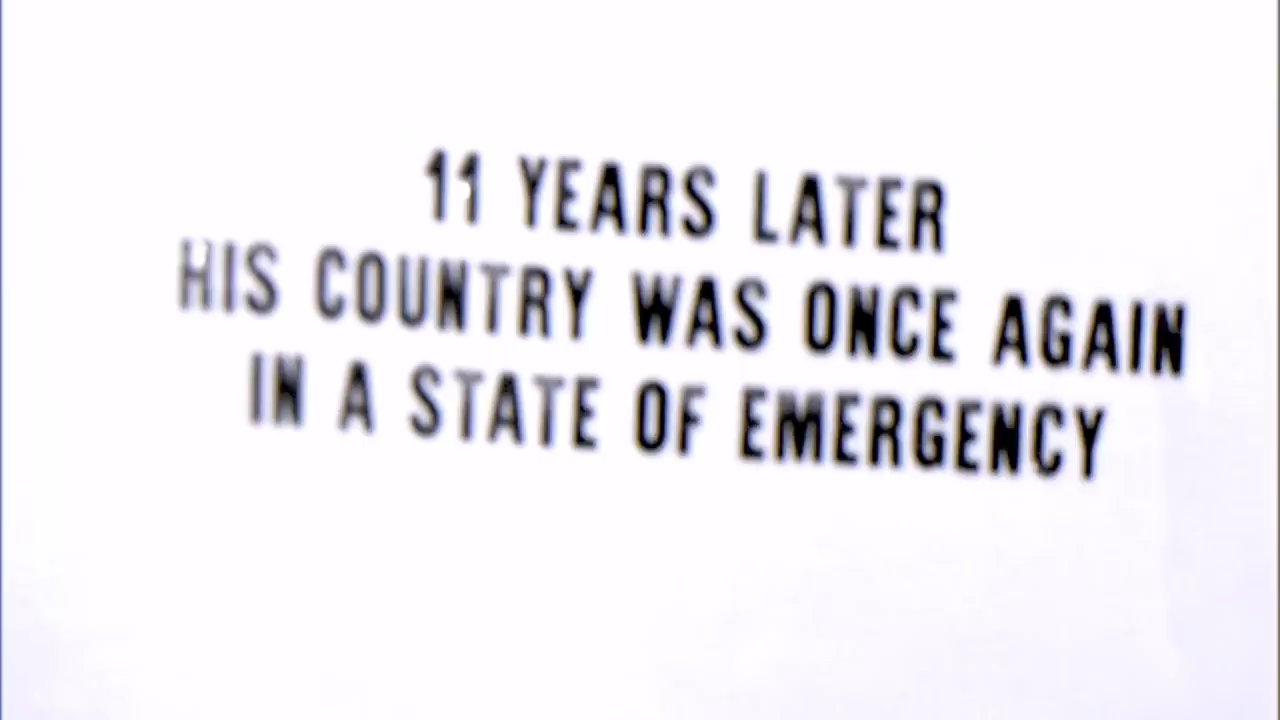 11 YEARS LATER
HIS COUNTRY WAS ONCE AGAIN
IN A STATE OF EMERGENCY